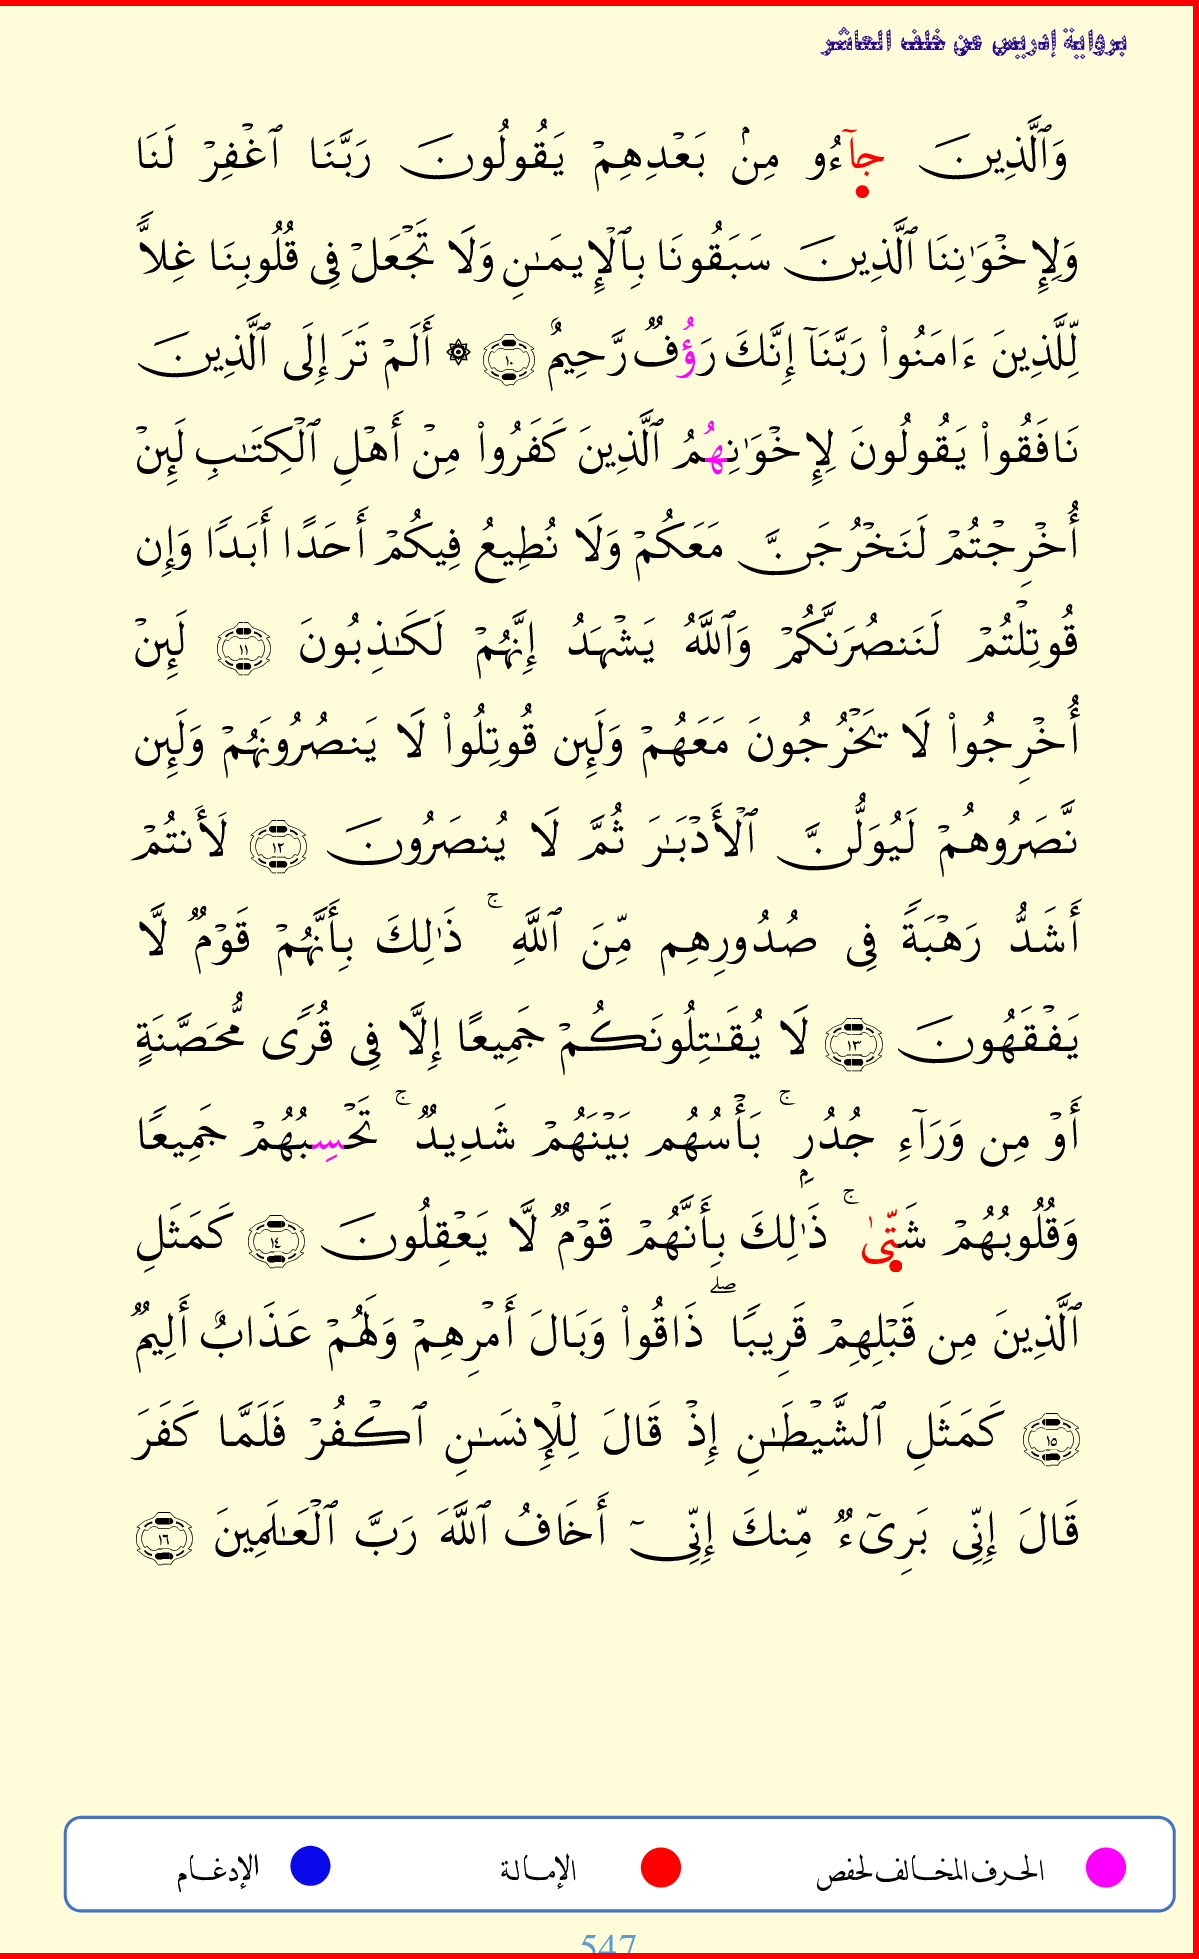 برواية إدريس عن خلف العاشر
وَٱلَّذِينَ جَآءُو مِنۢ بَعۡدِهِمۡ يَقُولُونَ رَبَّنَا ٱغۡفِرۡ لَنَا
وَلِإِخۡوَٰنِنَا ٱلَّذِينَ سَبَقُونَا بِٱلۡإِيمَٰنِ وَلَا تَجۡعَلۡ فِي قُلُوبِنَا غِلّٗا
لِّلَّذِينَ ءَامَنُواْ رَبَّنَآ إِنَّكَ رَؤُفٞ رَّحِيمٌ ١٠ ۞ أَلَمۡ تَرَ إِلَى ٱلَّذِينَ
نَافَقُواْ يَقُولُونَ لِإِخۡوَٰنِهُمُ ٱلَّذِينَ كَفَرُواْ مِنۡ أَهۡلِ ٱلۡكِتَٰبِ لَئِنۡ
أُخۡرِجۡتُمۡ لَنَخۡرُجَنَّ مَعَكُمۡ وَلَا نُطِيعُ فِيكُمۡ أَحَدًا أَبَدٗا وَإِن
قُوتِلۡتُمۡ لَنَنصُرَنَّكُمۡ وَٱللَّهُ يَشۡهَدُ إِنَّهُمۡ لَكَٰذِبُونَ ١١ لَئِنۡ
أُخۡرِجُواْ لَا يَخۡرُجُونَ مَعَهُمۡ وَلَئِن قُوتِلُواْ لَا يَنصُرُونَهُمۡ وَلَئِن
نَّصَرُوهُمۡ لَيُوَلُّنَّ ٱلۡأَدۡبَٰرَ ثُمَّ لَا يُنصَرُونَ ١٢ لَأَنتُمۡ
أَشَدُّ رَهۡبَةٗ فِي صُدُورِهِم مِّنَ ٱللَّهِۚ ذَٰلِكَ بِأَنَّهُمۡ قَوۡمٞ لَّا
يَفۡقَهُونَ ١٣ لَا يُقَٰتِلُونَكُمۡ جَمِيعًا إِلَّا فِي قُرٗى مُّحَصَّنَةٍ
أَوۡ مِن وَرَآءِ جُدُرِۭۚ بَأۡسُهُم بَيۡنَهُمۡ شَدِيدٞۚ تَحۡسِبُهُمۡ جَمِيعٗا
وَقُلُوبُهُمۡ شَتَّىٰۚ ذَٰلِكَ بِأَنَّهُمۡ قَوۡمٞ لَّا يَعۡقِلُونَ ١٤ كَمَثَلِ
ٱلَّذِينَ مِن قَبۡلِهِمۡ قَرِيبٗاۖ ذَاقُواْ وَبَالَ أَمۡرِهِمۡ وَلَهُمۡ عَذَابٌ أَلِيمٞ
١٥ كَمَثَلِ ٱلشَّيۡطَٰنِ إِذۡ قَالَ لِلۡإِنسَٰنِ ٱكۡفُرۡ فَلَمَّا كَفَرَ
قَالَ إِنِّي بَرِيٓءٞ مِّنكَ إِنِّيٓ أَخَافُ ٱللَّهَ رَبَّ ٱلۡعَٰلَمِينَ ١٦
الحرف المخالف لحفص الإمالة الإدغام
547